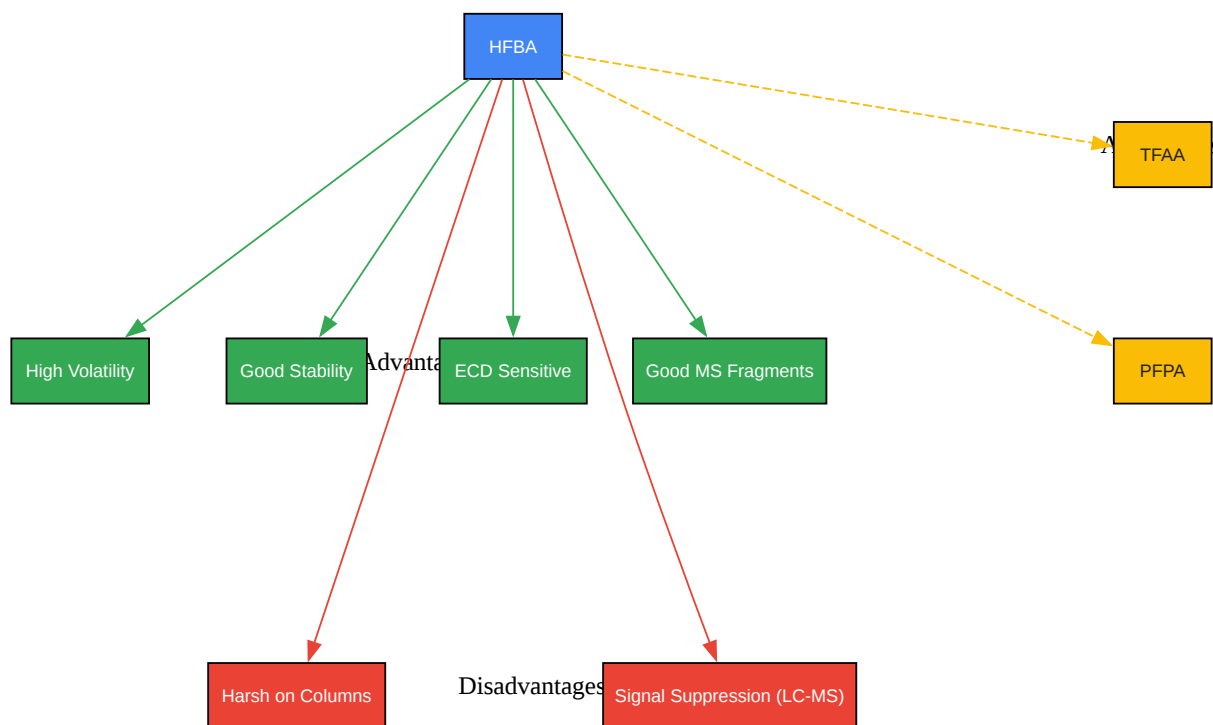 HFBA
TFAA
High Volatility
Good Stability
Advanta
ECD Sensitive
Good MS Fragments
PFPA
Harsh on Columns
Disadvantages
Signal Suppression (LC-MS)